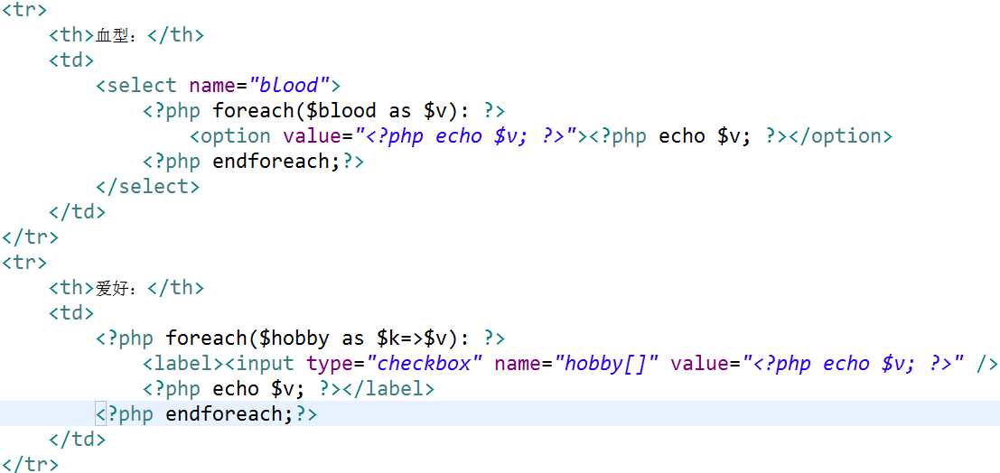 <tr>
    <th>血型：</th>
    <td>
        <select name="blood">
            <?php foreach($blood as $v): ?>
                <option value="<?php echo $v; ?>"><?php echo $v; ?></option>
            <?php endforeach;?>
        </select>
    </td>
</tr>
<tr>
    <th>爱好：</th>
    <td>
        <?php foreach($hobby as $k=>$v): ?>
            <label><input type="checkbox" name="hobby[]" value="<?php echo $v; ?>" />
            <?php echo $v; ?></label>
        <?php endforeach;?>
    </td>
</tr>